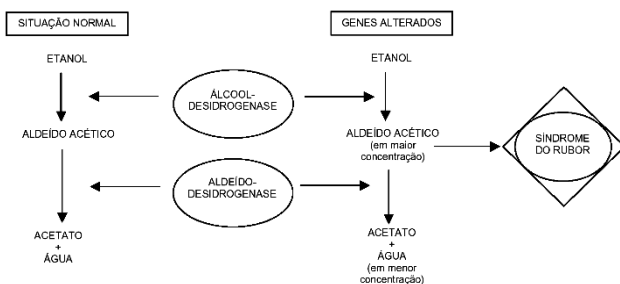 SITUAÇÃO NORMAL
ETANOL
ALDEÍDO ACÉTICO
ACETATO
+
ÁGUA
ÁLCOOL-
DESIDROGENASE
ALDEÍDO-
DESIDROGENASE
GENES ALTERADOS
ETANOL
ALDEÍDO ACÉTICO
(em maior
concentração)
ACETATO
+
ÁGUA
(em menor
concentração)
SÍNDROME
DO RUBOR